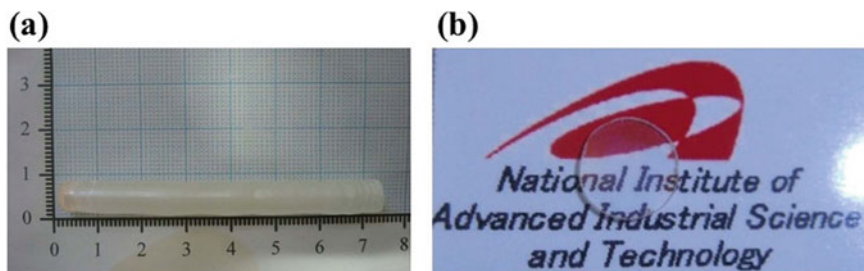 (a)
(b)
3
2
1
0
0 1 2 3 4 5 6 7 8
National Institute of
Advanced Industrial Science
and Technology